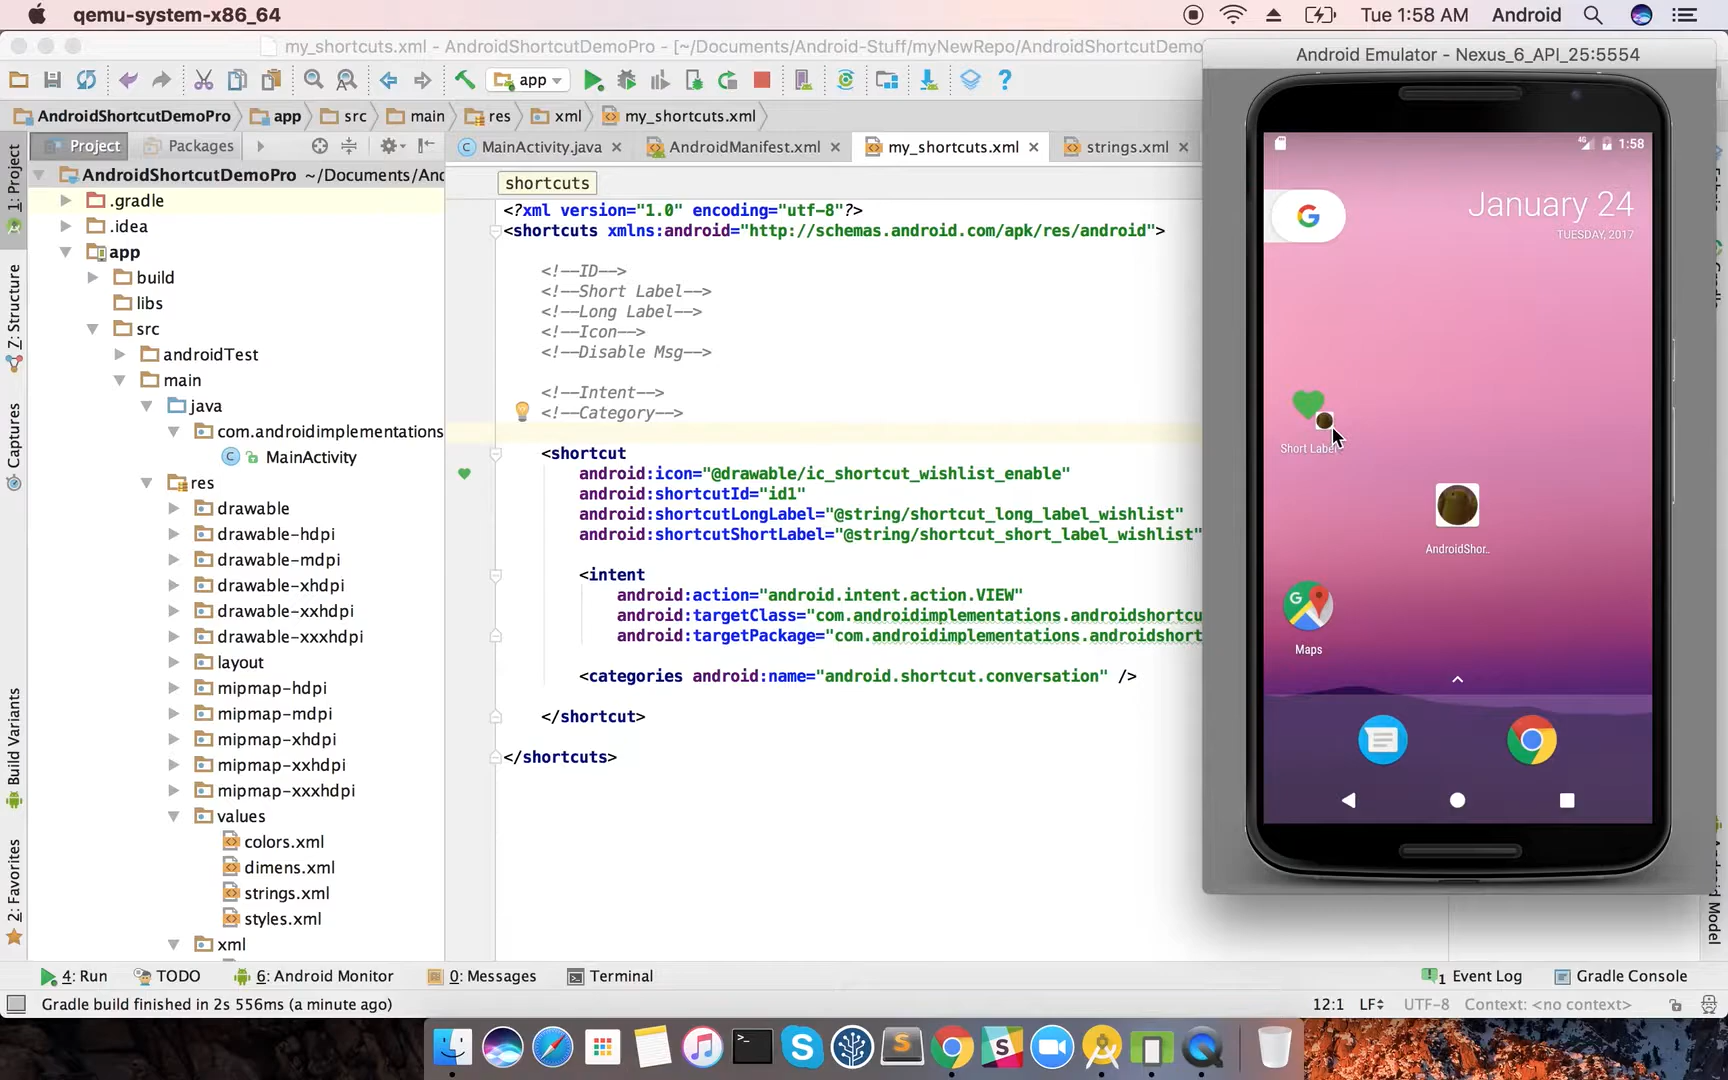 qemu-system-x86_64
Tue 1:58 AM Android
my_shortcuts.xml - AndroidShortcutDemoPro - [~/Documents/Android-Stuff/myNewRepo/AndroidShortcutDemo
Android Emulator - Nexus_6_API_25:5554
app
AndroidShortcutDemoPro app src main res xml my_shortcuts.xml
Project Packages
MainActivity.java AndroidManifest.xml my_shortcuts.xml strings.xml
1: Project
Z: Structure
Captures
Build Variants
2: Favorites
AndroidShortcutDemoPro ~/Documents/And
.gradle
.idea
app
build
libs
src
androidTest
main
java
com.androidimplementations
MainActivity
res
drawable
drawable-hdpi
drawable-mdpi
drawable-xhdpi
drawable-xxhdpi
drawable-xxxhdpi
layout
mipmap-hdpi
mipmap-mdpi
mipmap-xhdpi
mipmap-xxhdpi
mipmap-xxxhdpi
values
colors.xml
dimens.xml
strings.xml
styles.xml
xml
shortcuts
<?xml version="1.0" encoding="utf-8"?>
<shortcuts xmlns:android="http://schemas.android.com/apk/res/android">
<!--ID-->
<!--Short Label-->
<!--Long Label-->
<!--Icon-->
<!--Disable Msg-->
<!--Intent-->
<!--Category-->
<shortcut
android:icon="@drawable/ic_shortcut_wishlist_enable"
android:shortcutId="id1"
android:shortcutLongLabel="@string/shortcut_long_label_wishlist"
android:shortcutShortLabel="@string/shortcut_short_label_wishlist"
<intent
android:action="android.intent.action.VIEW"
android:targetClass="com.androidimplementations.androidshortcu
android:targetPackage="com.androidimplementations.androidshort
<categories android:name="android.shortcut.conversation" />
</shortcut>
</shortcuts>
1:58
January 24
TUESDAY, 2017
Short Label
AndroidShor..
Maps
4: Run TODO 6: Android Monitor 0: Messages Terminal 1 Event Log Gradle Console
Gradle build finished in 2s 556ms (a minute ago) 12:1 LF UTF-8 Context: <no context>